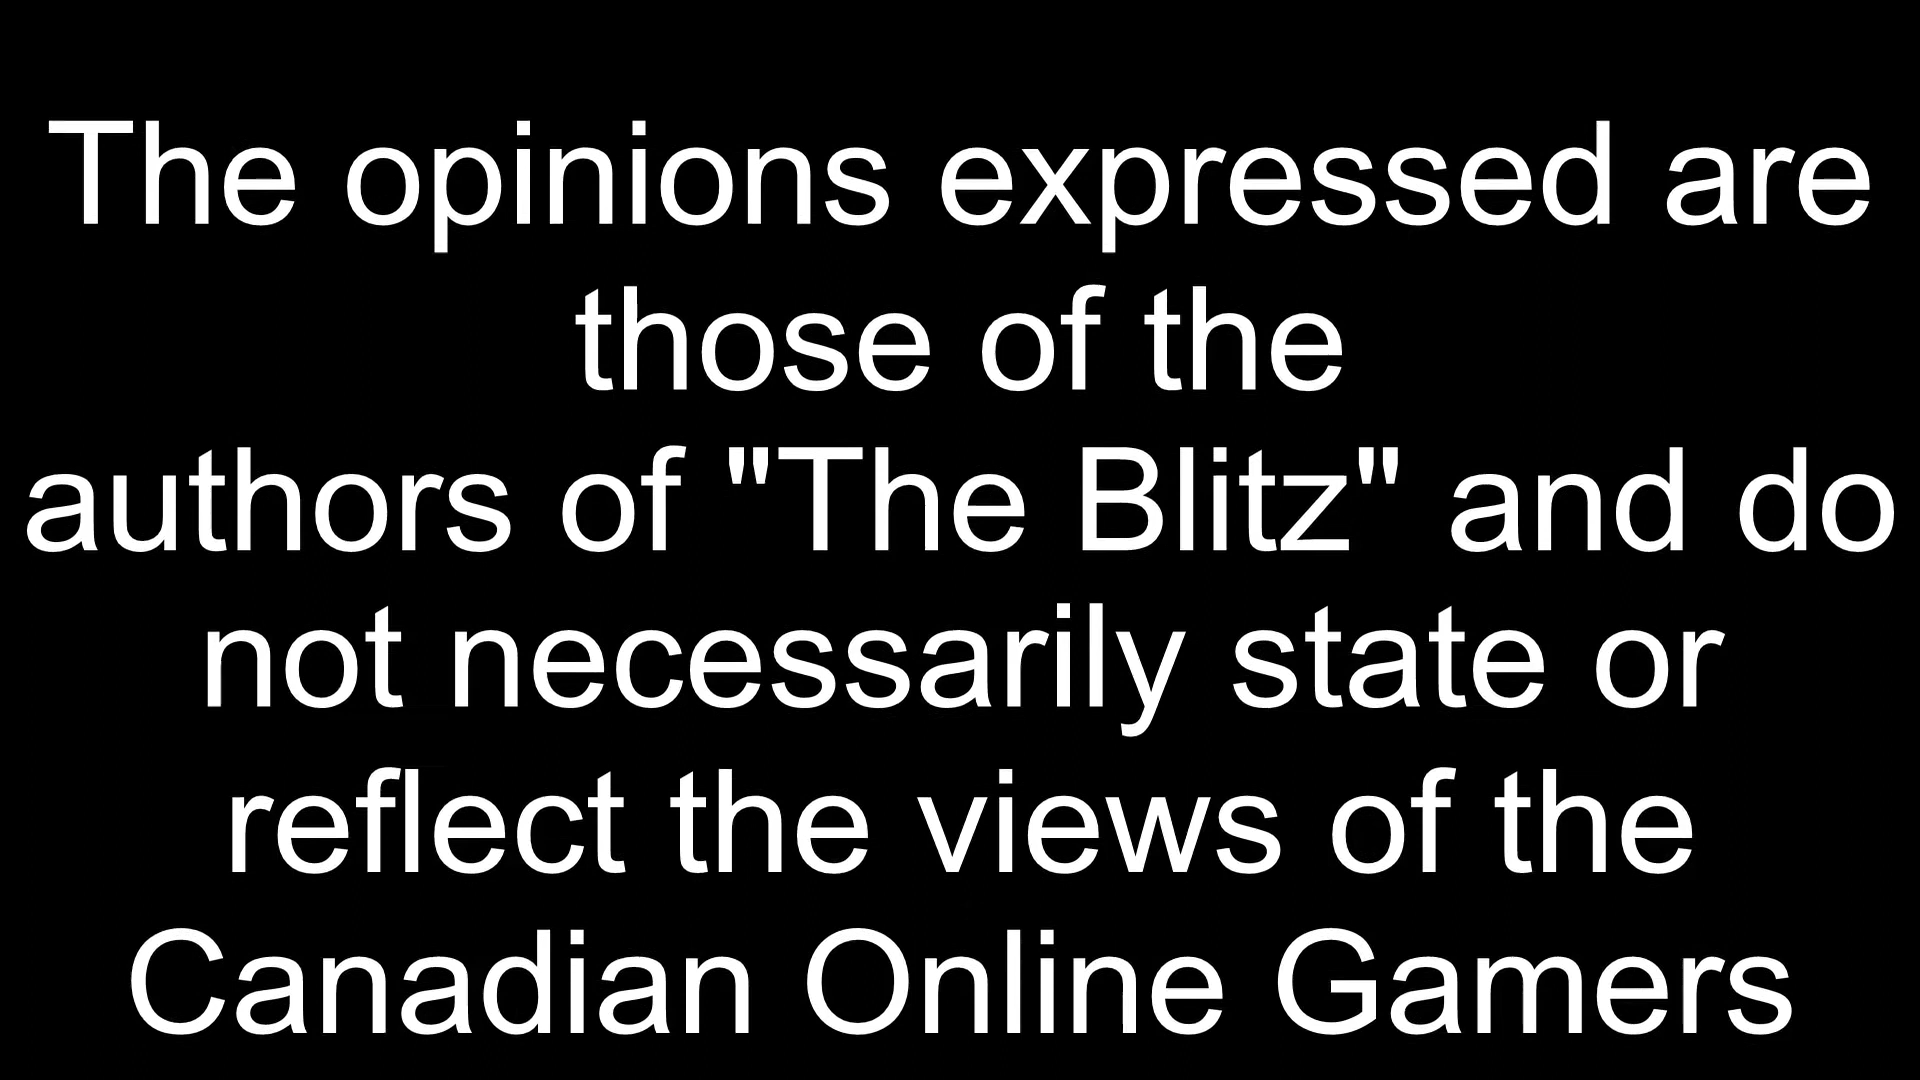 The opinions expressed are
those of the
authors of "The Blitz" and do
not necessarily state or
reflect the views of the
Canadian Online Gamers